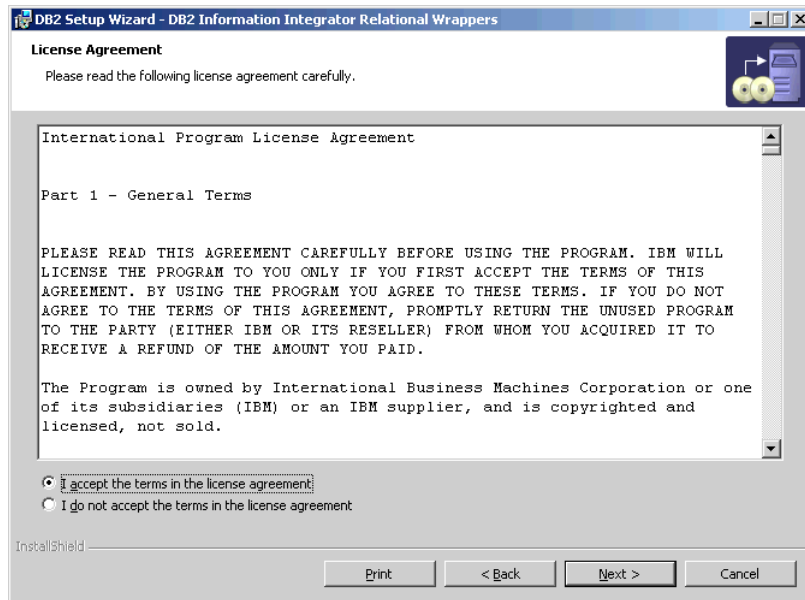 DB2 Setup Wizard - DB2 Information Integrator Relational Wrappers
License Agreement
Please read the following license agreement carefully.
International Program License Agreement
Part 1 - General Terms
PLEASE READ THIS AGREEMENT CAREFULLY BEFORE USING THE PROGRAM. IBM WILL
LICENSE THE PROGRAM TO YOU ONLY IF YOU FIRST ACCEPT THE TERMS OF THIS
AGREEMENT. BY USING THE PROGRAM YOU AGREE TO THESE TERMS. IF YOU DO NOT
AGREE TO THE TERMS OF THIS AGREEMENT, PROMPTLY RETURN THE UNUSED PROGRAM
TO THE PARTY (EITHER IBM OR ITS RESELLER) FROM WHOM YOU ACQUIRED IT TO
RECEIVE A REFUND OF THE AMOUNT YOU PAID.
The Program is owned by International Business Machines Corporation or one
of its subsidiaries (IBM) or an IBM supplier, and is copyrighted and
licensed, not sold.
I accept the terms in the license agreement
I do not accept the terms in the license agreement
InstallShield
Print < Back Next > Cancel